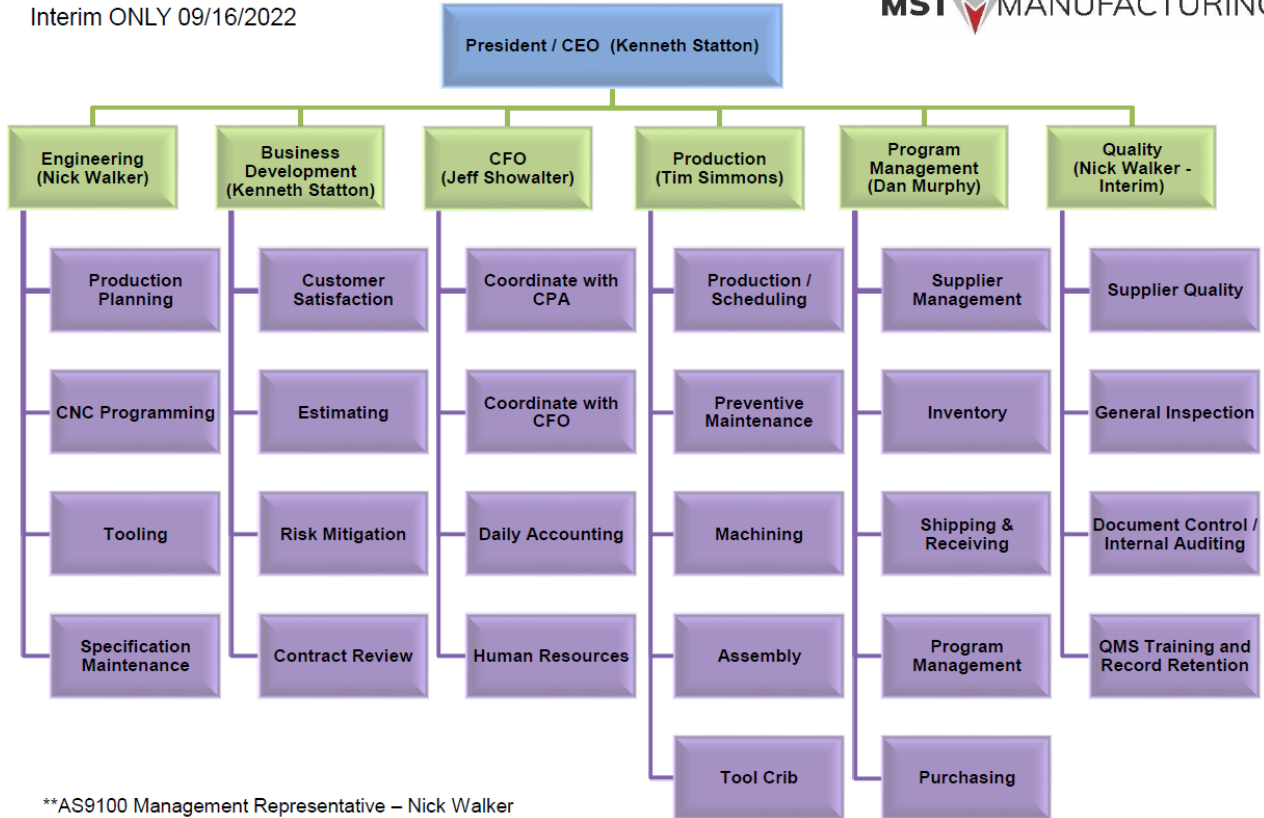 Interim ONLY 09/16/2022
MST MANUFACTURING
President / CEO (Kenneth Statton)
Engineering
(Nick Walker)
Business
Development
(Kenneth Statton)
CFO
(Jeff Showalter)
Production
(Tim Simmons)
Program
Management
(Dan Murphy)
Quality
(Nick Walker -
Interim)
Production
Planning
Customer
Satisfaction
Coordinate with
CPA
Production /
Scheduling
Supplier
Management
Supplier Quality
CNC Programming
Estimating
Coordinate with
CFO
Preventive
Maintenance
Inventory
General Inspection
Tooling
Risk Mitigation
Daily Accounting
Machining
Shipping &
Receiving
Document Control /
Internal Auditing
Specification
Maintenance
Contract Review
Human Resources
Assembly
Program
Management
QMS Training and
Record Retention
Tool Crib
Purchasing
**AS9100 Management Representative – Nick Walker